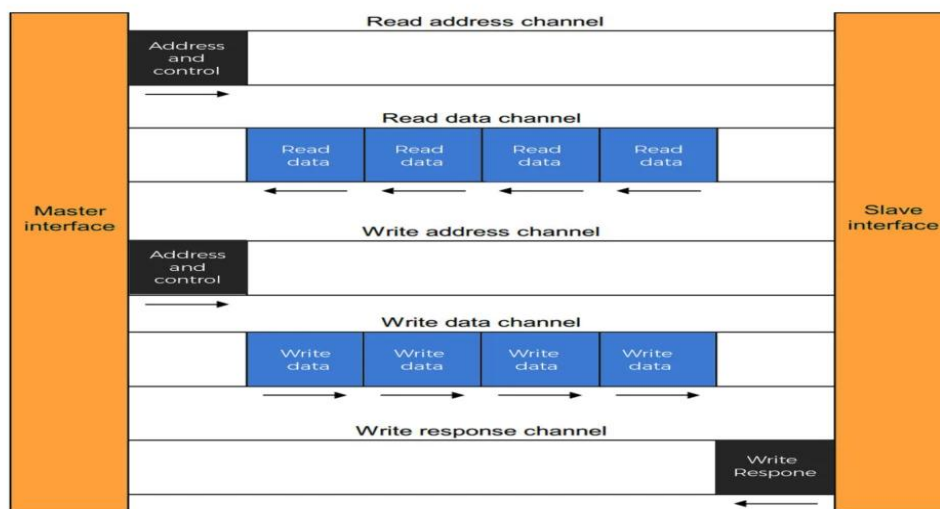 Read address channel
Address
and
control
Read data channel
Read
data
Read
data
Read
data
Read
data
Master
interface
Slave
interface
Write address channel
Address
and
control
Write data channel
Write
data
Write
data
Write
data
Write
data
Write response channel
Write
Respone